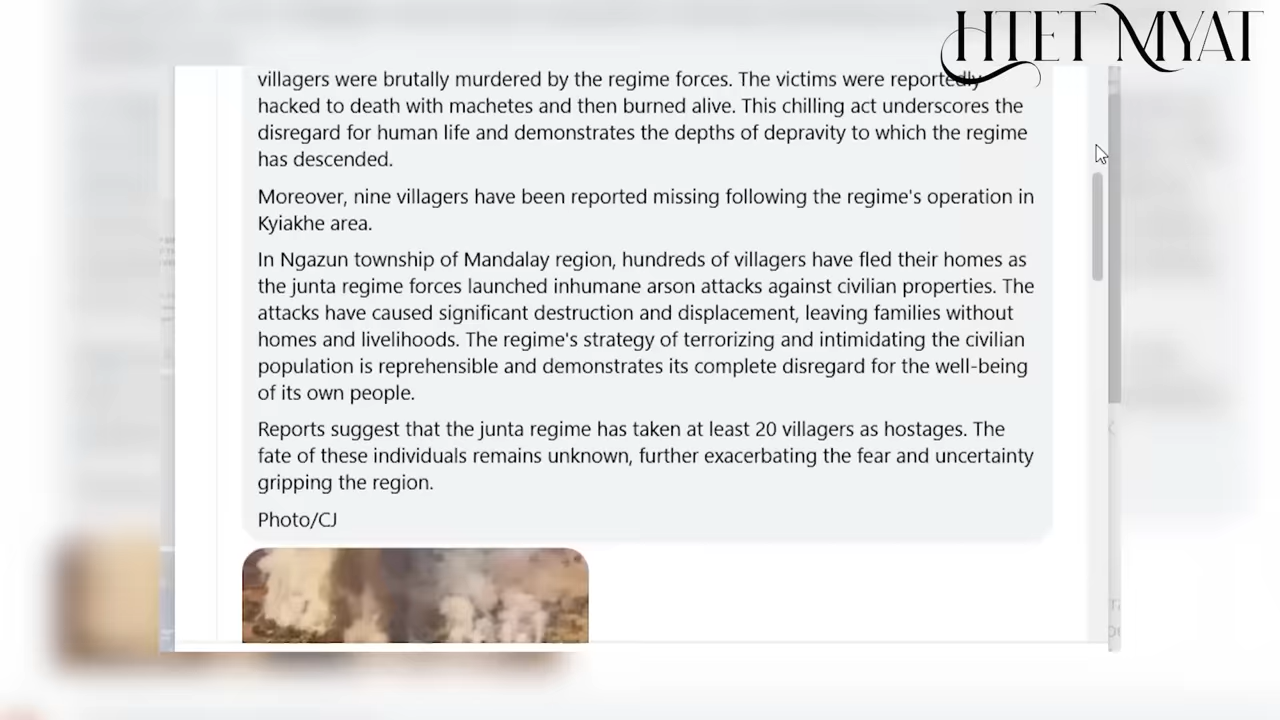 HTET MYAT
villagers were brutally murdered by the regime forces. The victims were reportedly
hacked to death with machetes and then burned alive. This chilling act underscores the
disregard for human life and demonstrates the depths of depravity to which the regime
has descended.
Moreover, nine villagers have been reported missing following the regime's operation in
Kyiakhe area.
In Ngazun township of Mandalay region, hundreds of villagers have fled their homes as
the junta regime forces launched inhumane arson attacks against civilian properties. The
attacks have caused significant destruction and displacement, leaving families without
homes and livelihoods. The regime's strategy of terrorizing and intimidating the civilian
population is reprehensible and demonstrates its complete disregard for the well-being
of its own people.
Reports suggest that the junta regime has taken at least 20 villagers as hostages. The
fate of these individuals remains unknown, further exacerbating the fear and uncertainty
gripping the region.
Photo/CJ